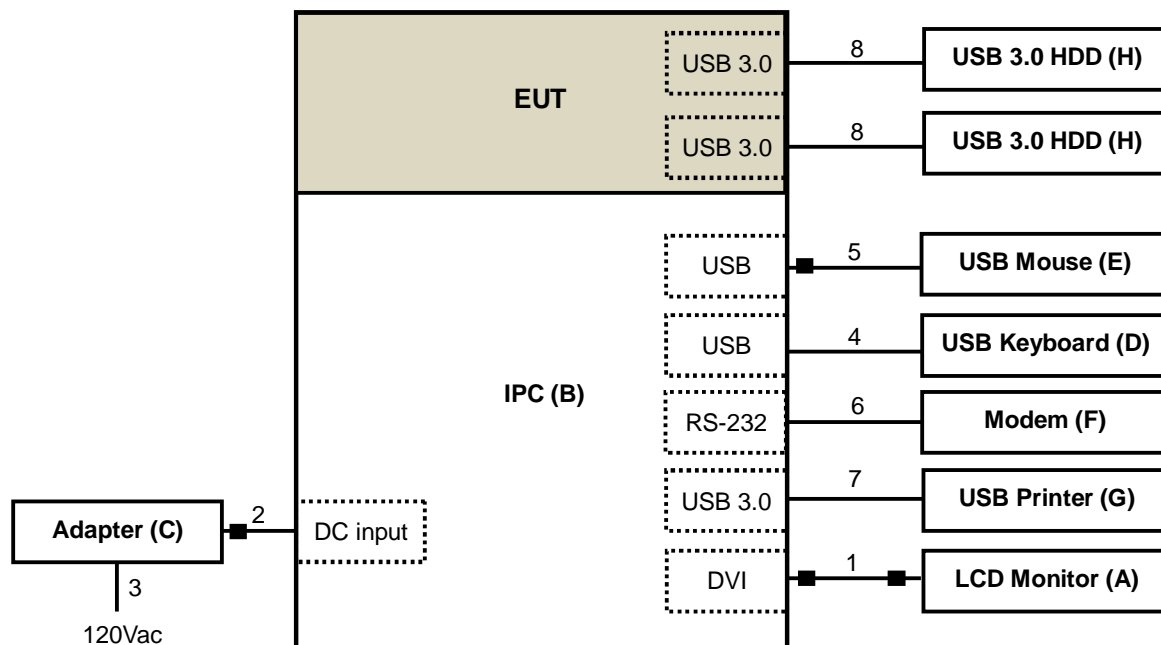 USB 3.0
8
USB 3.0 HDD (H)
EUT
USB 3.0
8
USB 3.0 HDD (H)
USB
5
USB Mouse (E)
USB
4
USB Keyboard (D)
IPC (B)
RS-232
6
Modem (F)
USB 3.0
7
USB Printer (G)
Adapter (C)
2
DC input
DVI
1
LCD Monitor (A)
3
120Vac